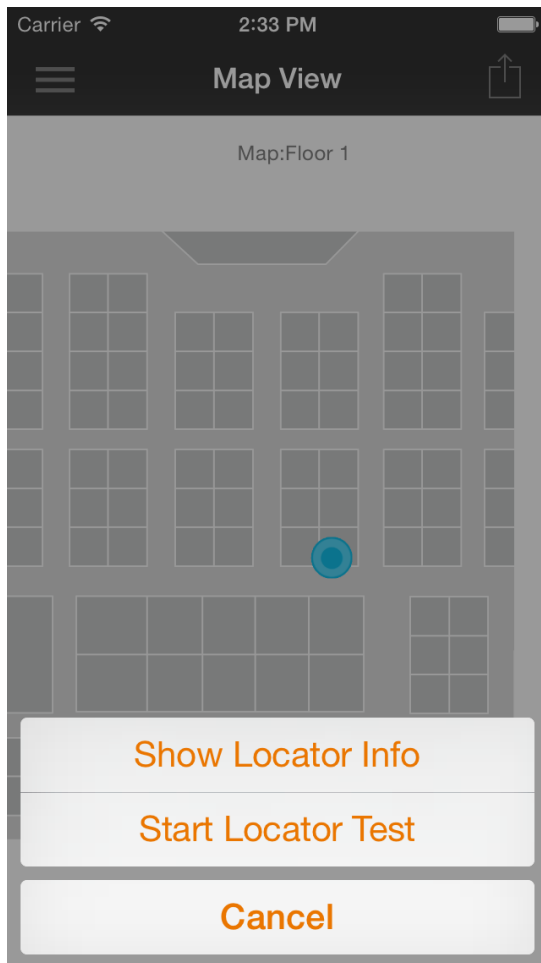 Carrier 2:33 PM
Map View
Map:Floor 1
Show Locator Info
Start Locator Test
Cancel